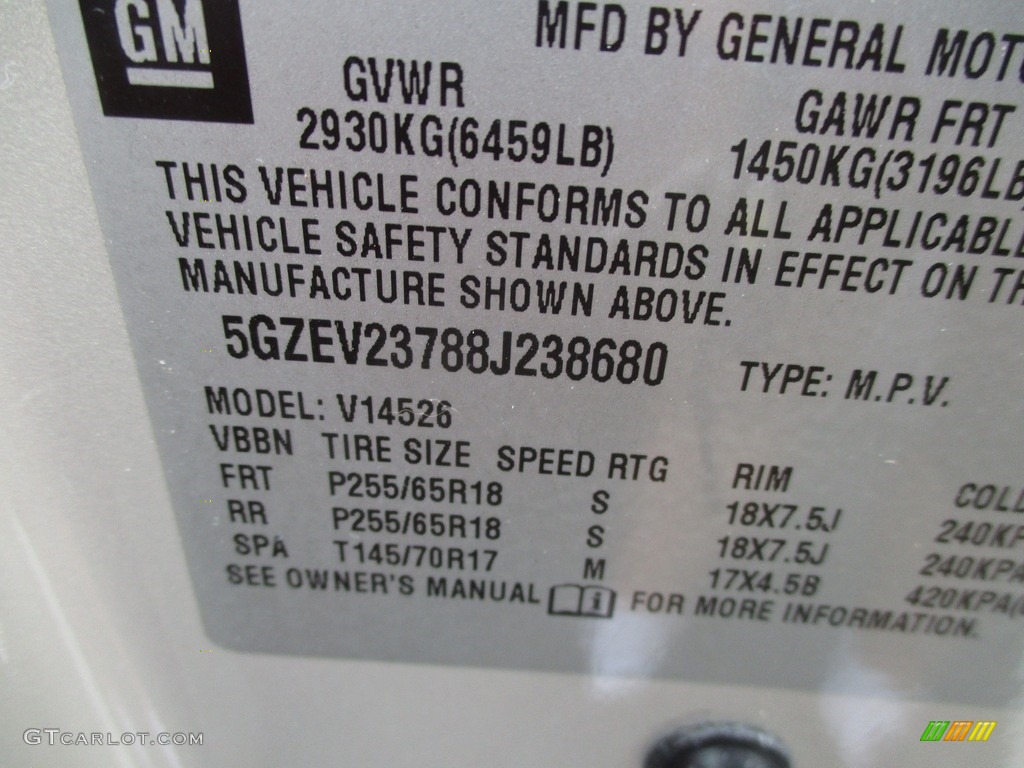 GM
MFD BY GENERAL MOTO
GVWR
2930KG(6459LB)
GAWR FRT
1450KG(3196LB
THIS VEHICLE CONFORMS TO ALL APPLICABLE
VEHICLE SAFETY STANDARDS IN EFFECT ON TH
MANUFACTURE SHOWN ABOVE.
5GZEV23788J238680
TYPE: M.P.V.
MODEL: V14526
VBBN TIRE SIZE SPEED RTG RIM COLD
FRT P255/65R18 S 18X7.5J 240KP
RR P255/65R18 S 18X7.5J 240KPA
SPA T145/70R17 M 17X4.5B 420KPA(
SEE OWNER'S MANUAL FOR MORE INFORMATION.
GTCARLOT.COM